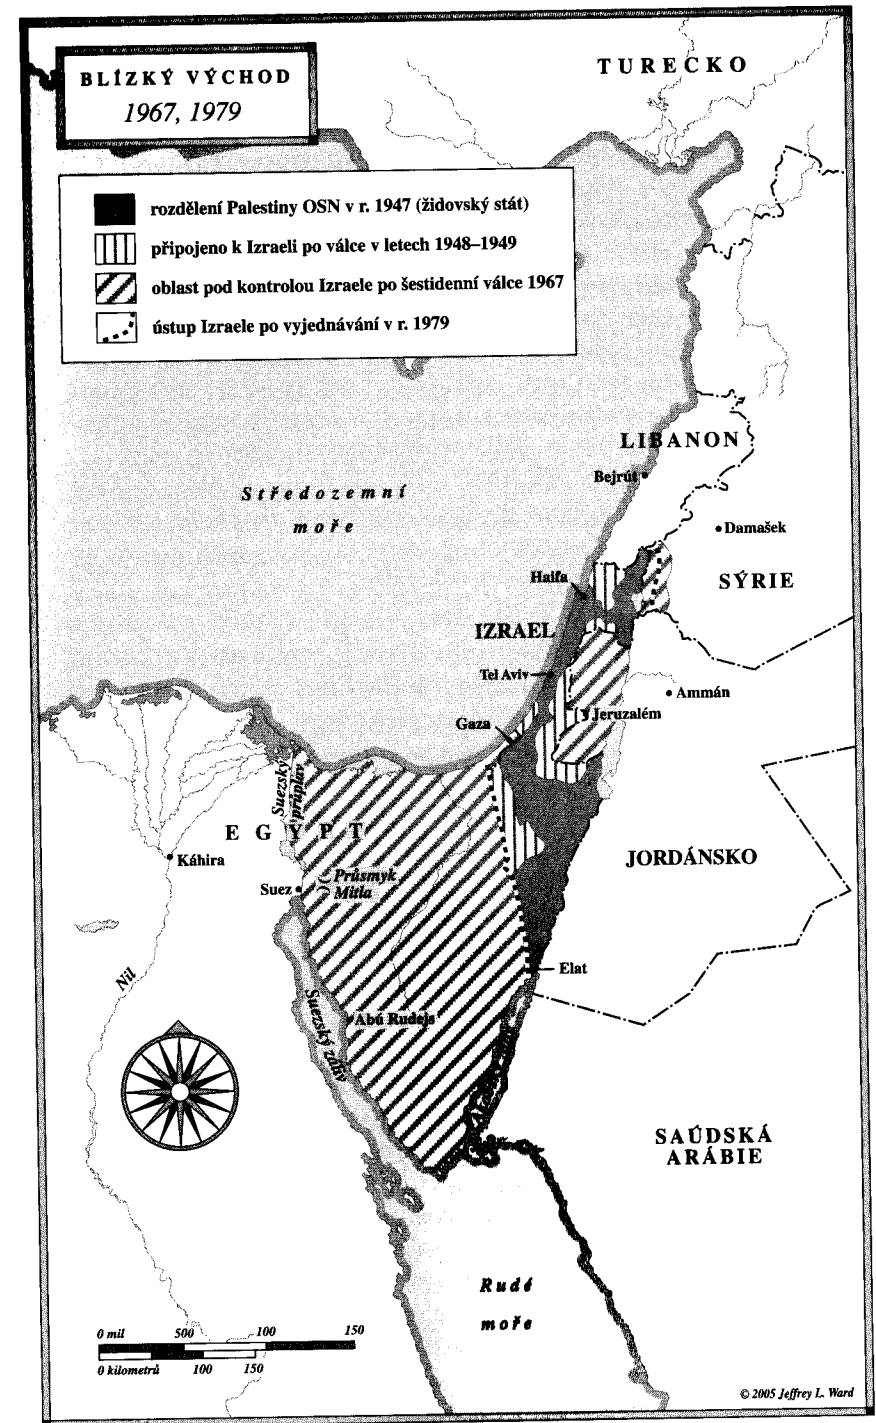 BLÍZKÝ VÝCHOD
1967, 1979
TURECKO
rozdělení Palestiny OSN v r. 1947 (židovský stát)
připojeno k Izraeli po válce v letech 1948–1949
oblast pod kontrolou Izraele po šestidenní válce 1967
ústup Izraele po vyjednávání v r. 1979
LIBANON
Bejrút
Středozemní
moře
Damašek
Haifa
SÝRIE
IZRAEL
Tel Aviv
Ammán
Jeruzalém
Gaza
Suezský
průplav
EGYPT
Káhira
JORDÁNSKO
Průsmyk
Mitla
Suez
Elat
Nil
Suezský záliv
Abú Rudejs
SAÚDSKÁ
ARÁBIE
Rudé
moře
0 mil 500 100 150
0 kilometrů 100 150
© 2005 Jeffrey L. Ward